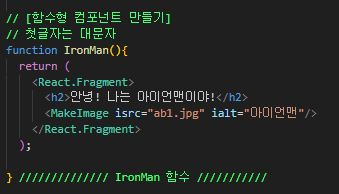 // [함수형 컴포넌트 만들기]
// 첫글자는 대문자
function IronMan(){
return (
<React.Fragment>
<h2>안녕! 나는 아이언맨이야!</h2>
<MakeImage isrc="ab1.jpg" ialt="아이언맨"/>
</React.Fragment>
);
} ////////////// IronMan 함수 ///////////